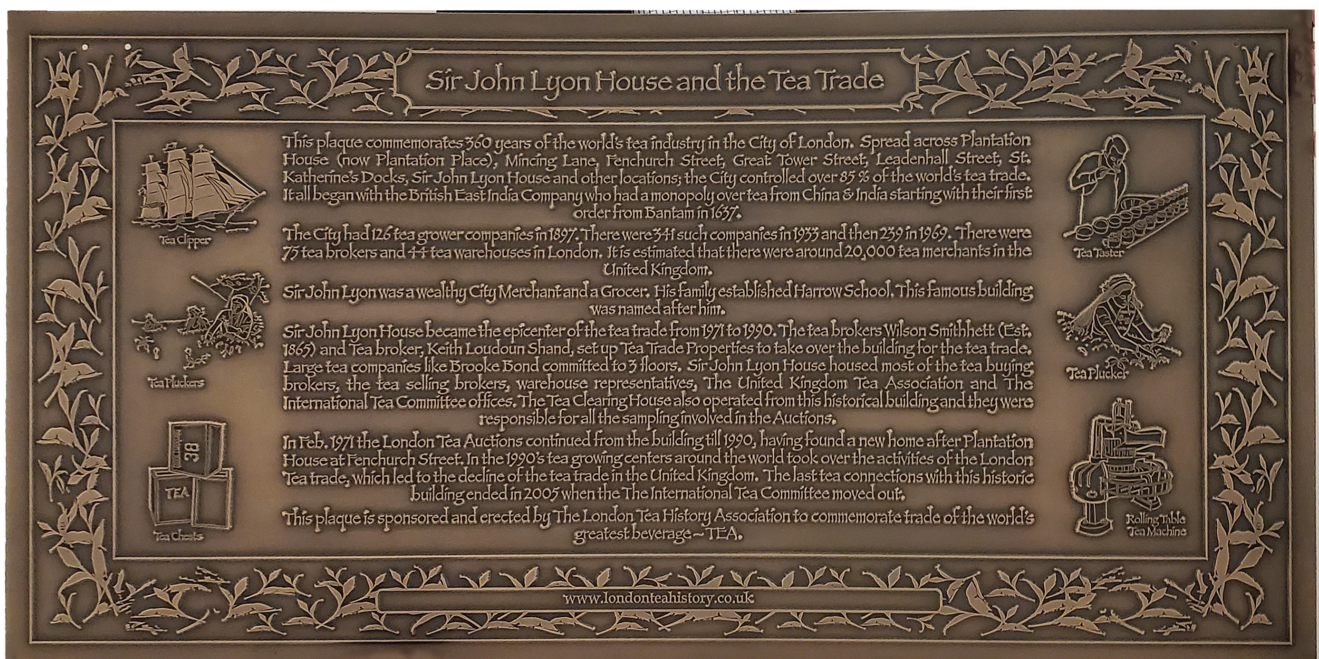 Sir John Lyon House and the Tea Trade
This plaque commemorates 360 years of the world's tea industry in the City of London. Spread across Plantation
House (now Plantation Place), Mincing Lane, Fenchurch Street, Great Tower Street, Leadenhall Street, St.
Katherine's Docks, Sir John Lyon House and other locations; the City controlled over 85 % of the world's tea trade.
It all began with the British East India Company who had a monopoly over tea from China & India starting with their first
order from Bantam in 1637.
The City had 126 tea grower companies in 1897. There were 341 such companies in 1933 and then 239 in 1969. There were
75 tea brokers and 44 tea warehouses in London. It is estimated that there were around 20,000 tea merchants in the
United Kingdom.
Sir John Lyon was a wealthy City Merchant and a Grocer. His family established Harrow School. This famous building
was named after him.
Sir John Lyon House became the epicenter of the tea trade from 1971 to 1990. The tea brokers Wilson Smithhett (Est.
1865) and Tea broker, Keith Loudoun Shand, set up Tea Trade Properties to take over the building for the tea trade.
Large tea companies like Brooke Bond committed to 3 floors. Sir John Lyon House housed most of the tea buying
brokers, the tea selling brokers, warehouse representatives, The United Kingdom Tea Association and The
International Tea Committee offices. The Tea Clearing House also operated from this historical building and they were
responsible for all the sampling involved in the Auctions.
In Feb. 1971 the London Tea Auctions continued from the building till 1990, having found a new home after Plantation
House at Fenchurch Street. In the 1990's tea growing centers around the world took over the activities of the London
Tea trade, which led to the decline of the tea trade in the United Kingdom. The last tea connections with this historic
building ended in 2005 when the The International Tea Committee moved out.
This plaque is sponsored and erected by The London Tea History Association to commemorate trade of the world's
greatest beverage ~ TEA.
Tea Clipper
Tea Pluckers
38
TEA
Tea Chests
Tea Taster
Tea Plucker
Rolling Table
Tea Machine
www.londonteahistory.co.uk